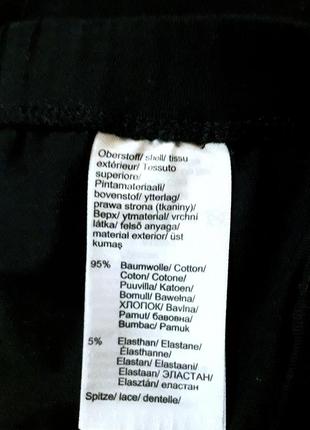 Oberstoff/ shell/ tissu
extérieur/ Tessuto
superiore/
Pintamateriaali/
bovenstof/ ytterlag/
prawa strona (tkaniny)/
Верх/ ytmaterial/ vrchní
látka/ felső anyaga/
material exterior/ üst
kumaş
95% Baumwolle/ Cotton/
Coton/ Cotone/
Puuvilla/ Katoen/
Bomull/ Bawełna/
ХЛОПОК/ Bavlna/
Pamut/ бавовна/
Bumbac/ Pamuk
5% Elasthan/ Elastane/
Élasthanne/
Elastan/ Elastaani/
Elastaan/ ЭЛАСТАН/
Elasztán/ еластан
Spitze/ lace/ dentelle/